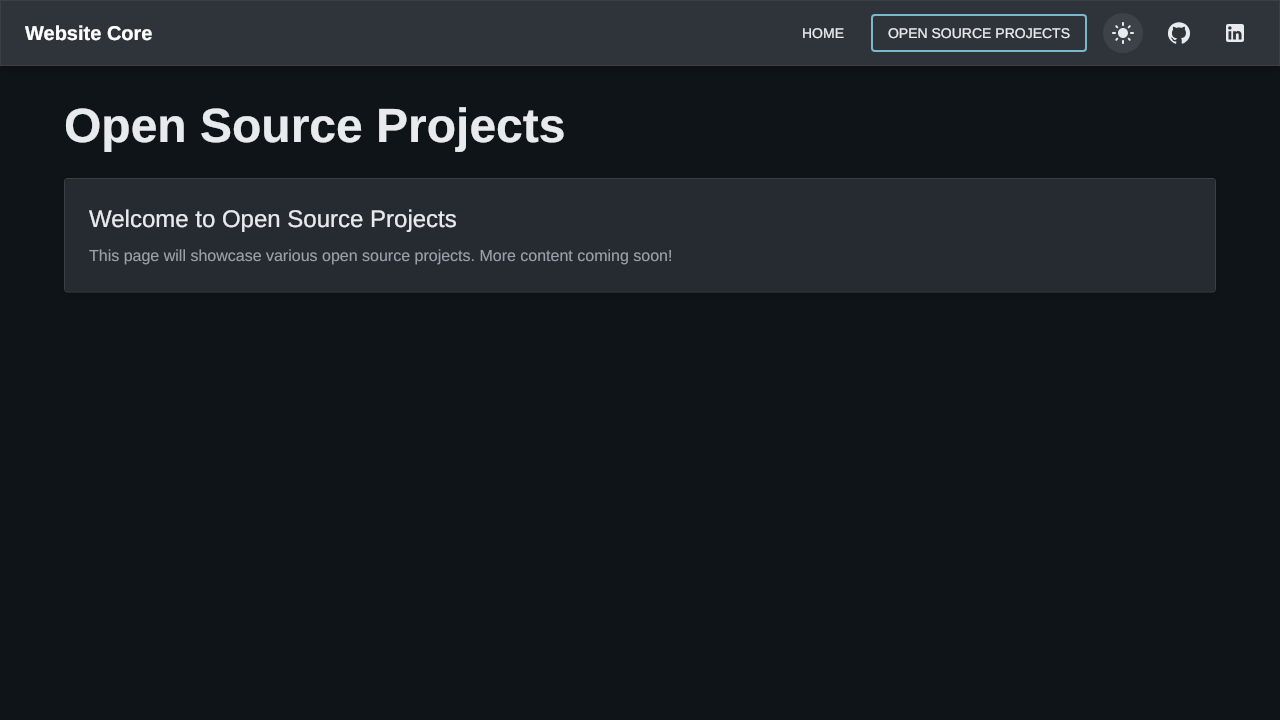 Website Core
HOME
OPEN SOURCE PROJECTS
Open Source Projects
Welcome to Open Source Projects
This page will showcase various open source projects. More content coming soon!